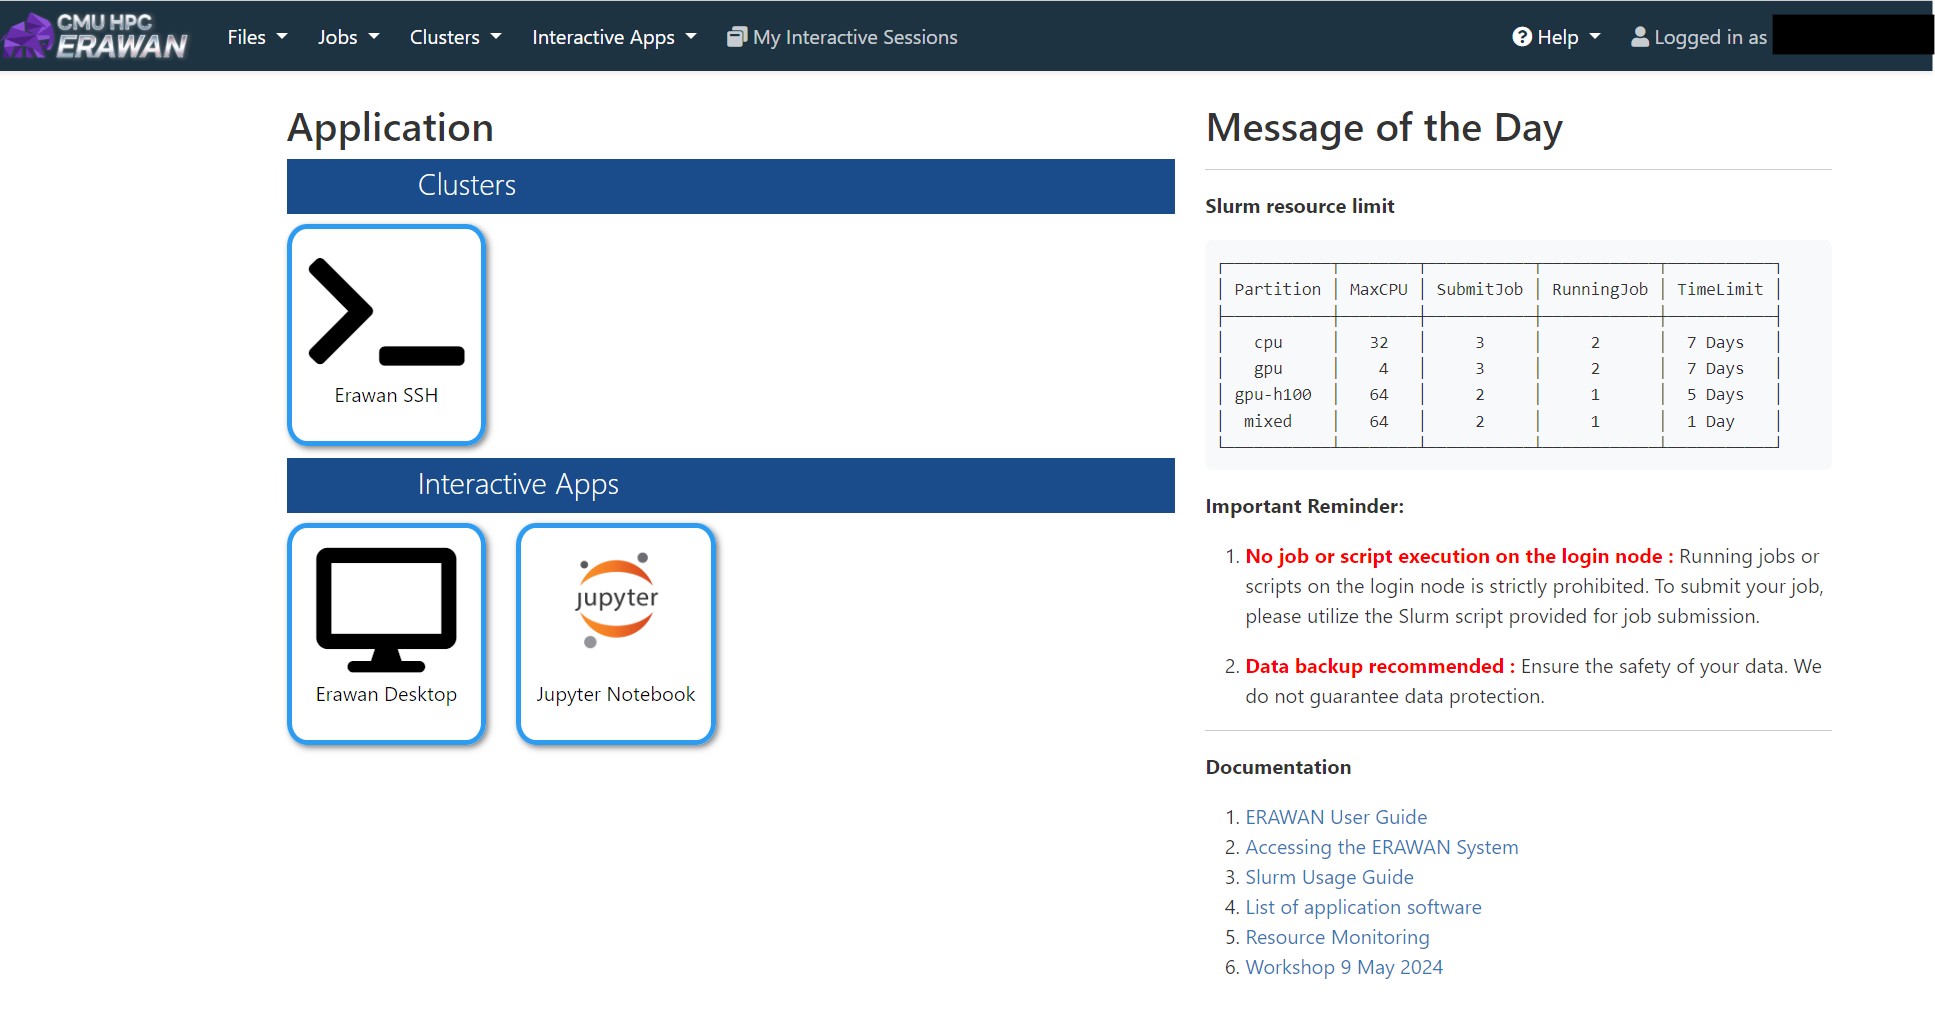 CMU HPC
ERAWAN
Files
Jobs
Clusters
Interactive Apps
My Interactive Sessions
Help
Logged in as
Application
Clusters
Erawan SSH
Interactive Apps
jupyter
Erawan Desktop
Jupyter Notebook
Message of the Day
Slurm resource limit
Partition MaxCPU SubmitJob RunningJob TimeLimit
cpu 32 3 2 7 Days
gpu 4 3 2 7 Days
gpu-h100 64 2 1 5 Days
mixed 64 2 1 1 Day
Important Reminder:
1. No job or script execution on the login node : Running jobs or
scripts on the login node is strictly prohibited. To submit your job,
please utilize the Slurm script provided for job submission.
2. Data backup recommended : Ensure the safety of your data. We
do not guarantee data protection.
Documentation
1. ERAWAN User Guide
2. Accessing the ERAWAN System
3. Slurm Usage Guide
4. List of application software
5. Resource Monitoring
6. Workshop 9 May 2024